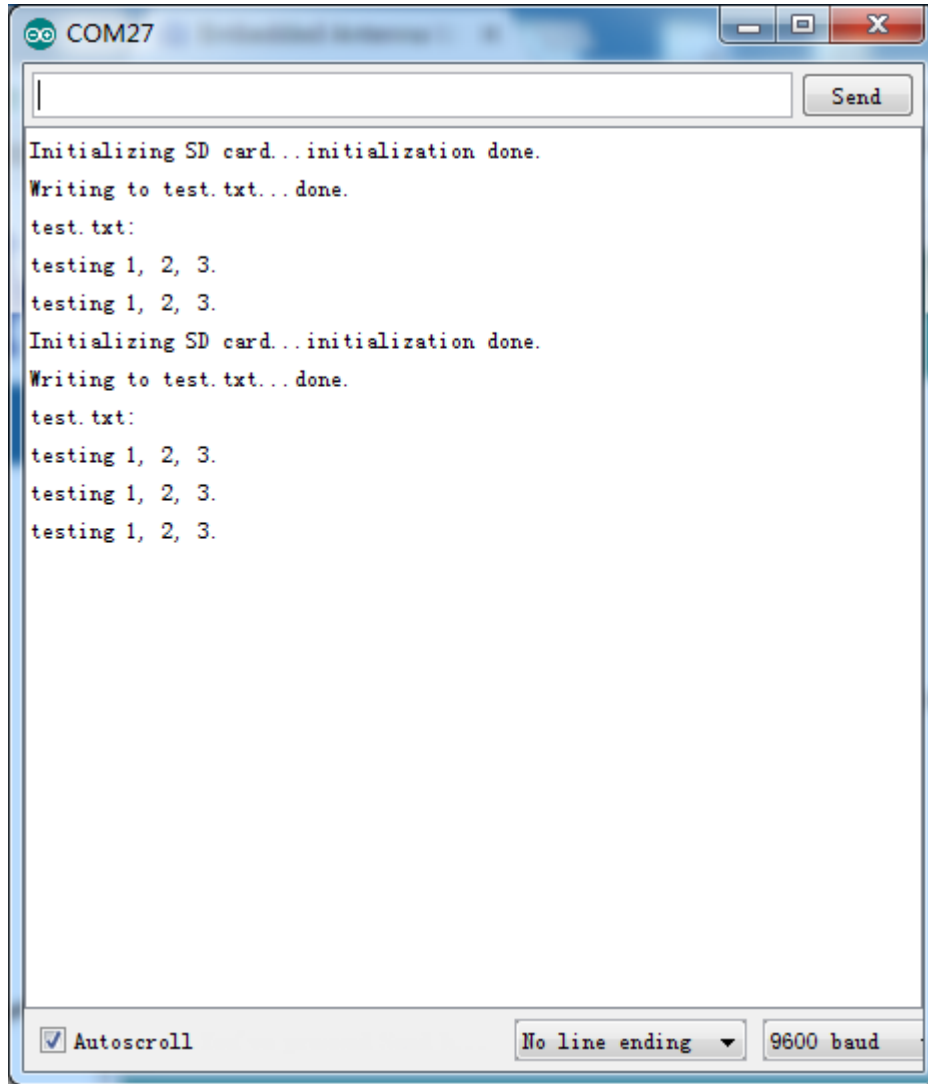 COM27
Send
Initializing SD card...initialization done.
Writing to test.txt...done.
test.txt:
testing 1, 2, 3.
testing 1, 2, 3.
Initializing SD card...initialization done.
Writing to test.txt...done.
test.txt:
testing 1, 2, 3.
testing 1, 2, 3.
testing 1, 2, 3.
Autoscroll No line ending 9600 baud